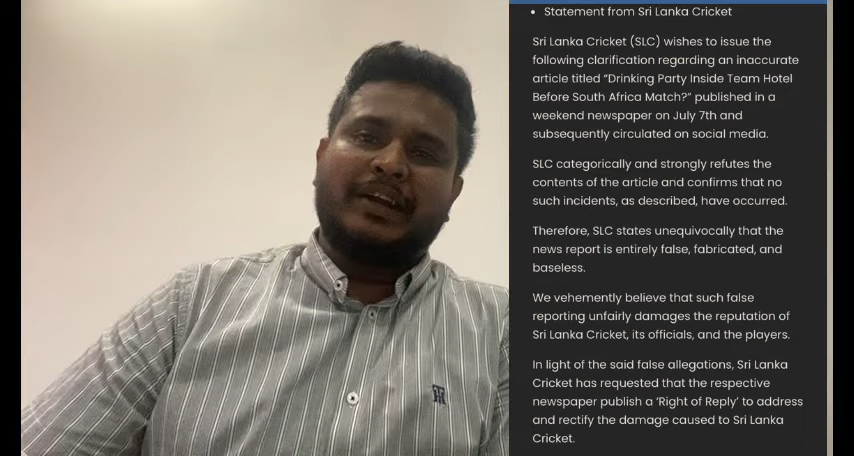 • Statement from Sri Lanka Cricket
Sri Lanka Cricket (SLC) wishes to issue the
following clarification regarding an inaccurate
article titled “Drinking Party Inside Team Hotel
Before South Africa Match?” published in a
weekend newspaper on July 7th and
subsequently circulated on social media.
SLC categorically and strongly refutes the
contents of the article and confirms that no
such incidents, as described, have occurred.
Therefore, SLC states unequivocally that the
news report is entirely false, fabricated, and
baseless.
We vehemently believe that such false
reporting unfairly damages the reputation of
Sri Lanka Cricket, its officials, and the players.
In light of the said false allegations, Sri Lanka
Cricket has requested that the respective
newspaper publish a ‘Right of Reply’ to address
and rectify the damage caused to Sri Lanka
Cricket.